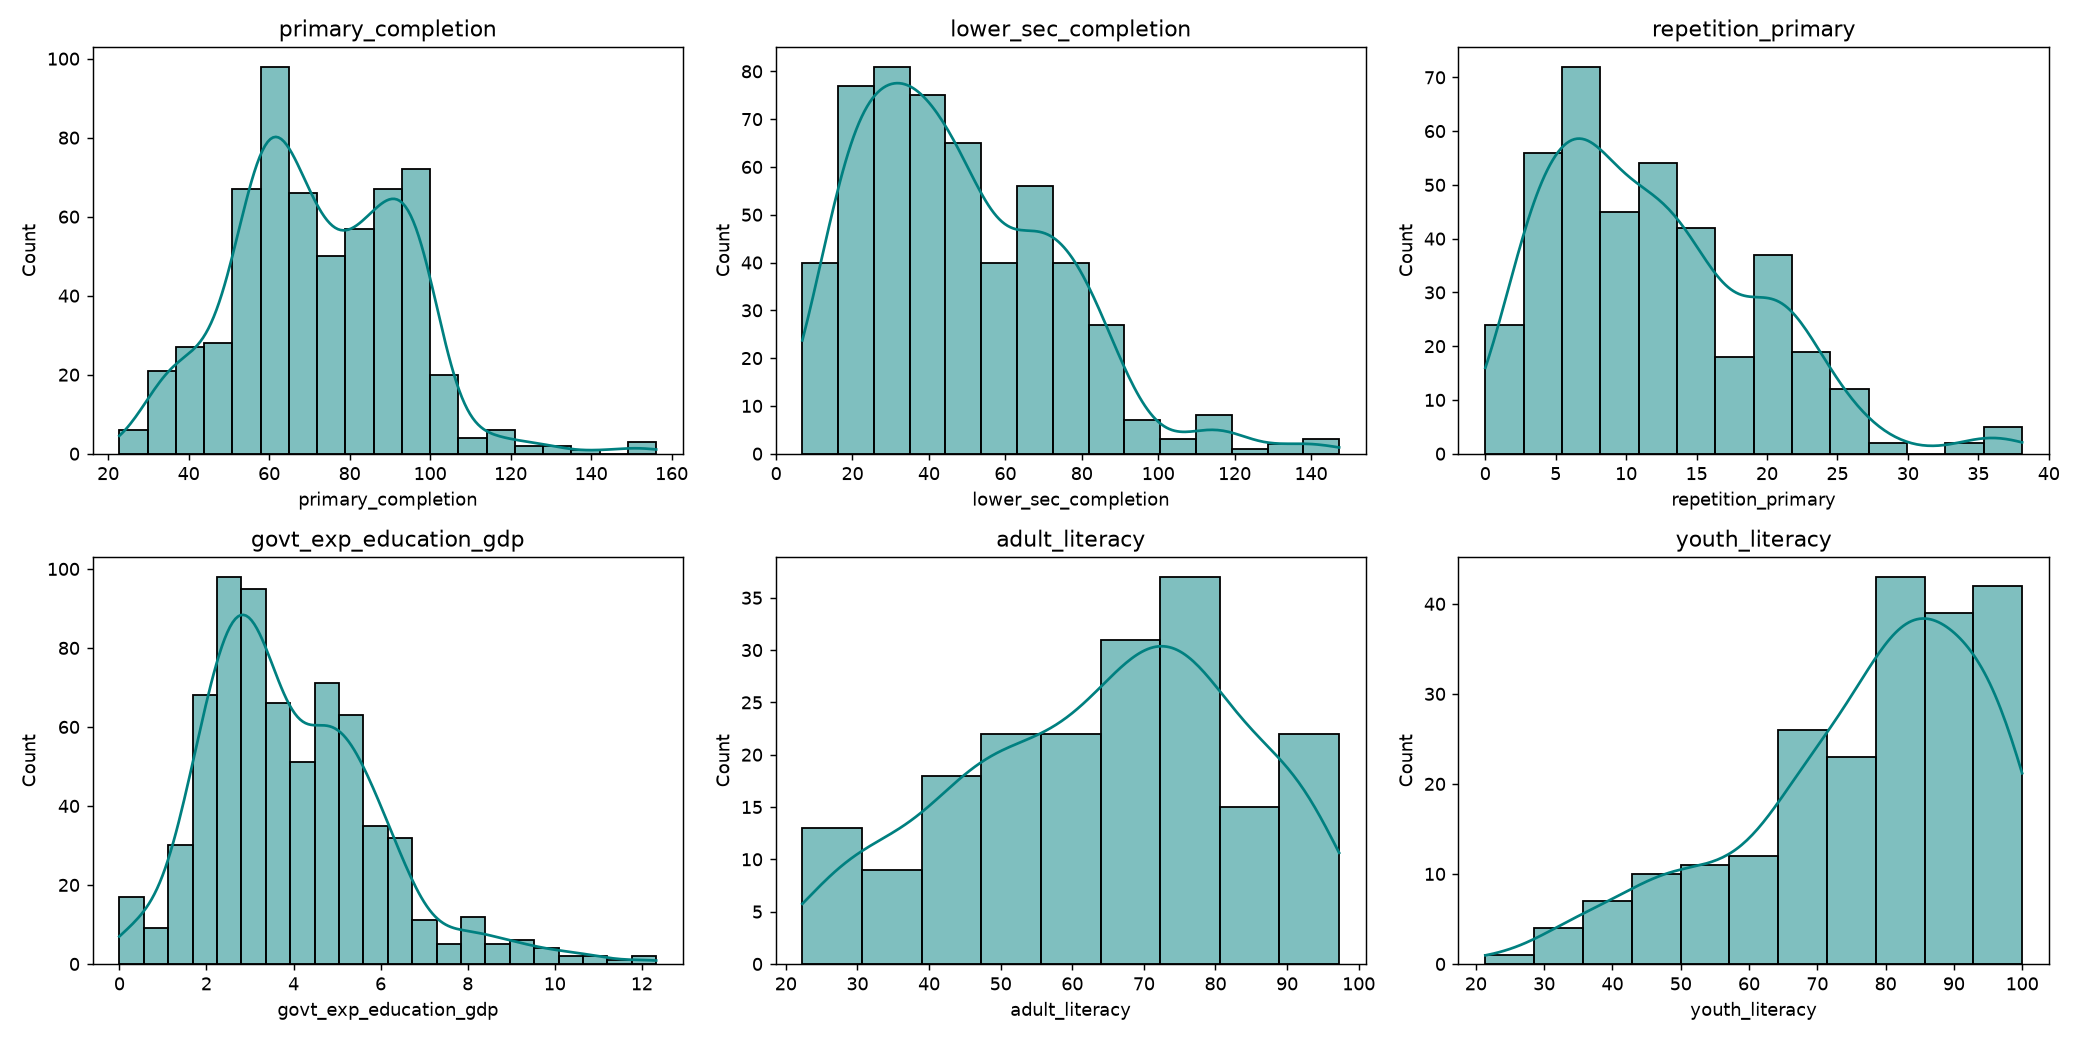 primary_completion
100
80
60
40
20
0
Count
20 40 60 80 100 120 140 160
primary_completion
lower_sec_completion
80
70
60
50
40
30
20
10
0
Count
0 20 40 60 80 100 120 140
lower_sec_completion
repetition_primary
70
60
50
40
30
20
10
0
Count
0 5 10 15 20 25 30 35 40
repetition_primary
govt_exp_education_gdp
100
80
60
40
20
0
Count
0 2 4 6 8 10 12
govt_exp_education_gdp
adult_literacy
35
30
25
20
15
10
5
0
Count
20 30 40 50 60 70 80 90 100
adult_literacy
youth_literacy
40
30
20
10
0
Count
20 30 40 50 60 70 80 90 100
youth_literacy